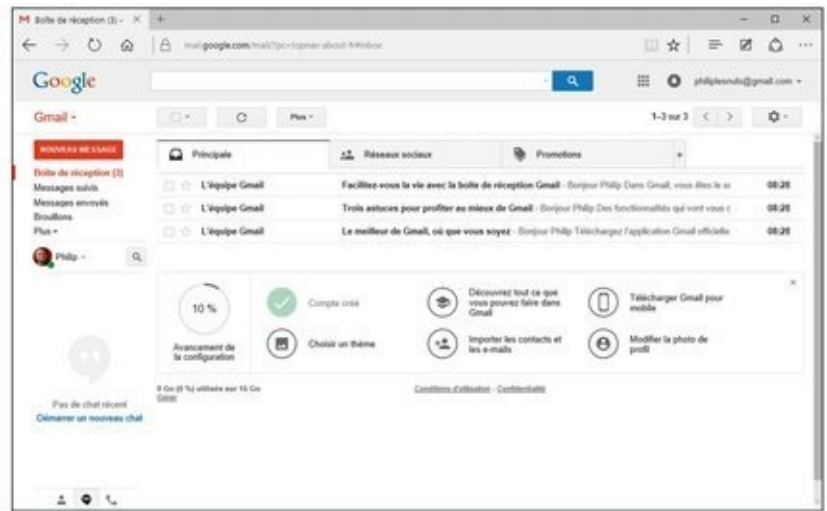 Boîte de réception (3) -
mail.google.com/mail/?pc=topnav-about-fr#inbox
Google
philiplesnuls@gmail.com
Gmail
Plus
1–3 sur 3
NOUVEAU MESSAGE
Principale
Réseaux sociaux
Promotions
+
Boîte de réception (3)
Messages suivis
Messages envoyés
Brouillons
Plus
L'équipe Gmail Facilitez-vous la vie avec la boîte de réception Gmail - Bonjour Philip Dans Gmail, vous êtes le 08:28
L'équipe Gmail Trois astuces pour profiter au mieux de Gmail - Bonjour Philip Des fonctionnalités qui vont vous 08:28
L'équipe Gmail Le meilleur de Gmail, où que vous soyez - Bonjour Philip Téléchargez l'application Gmail officielle 08:28
Philip
10 %
Avancement de
la configuration
Compte créé
Choisir un thème
Découvrez tout ce que
vous pouvez faire dans
Gmail
Importer les contacts et
les e-mails
Télécharger Gmail pour
mobile
Modifier la photo de
profil
0 Go (0 %) utilisés sur 15 Go
Gérer
Conditions d'utilisation - Confidentialité
Pas de chat récent
Démarrer un nouveau chat